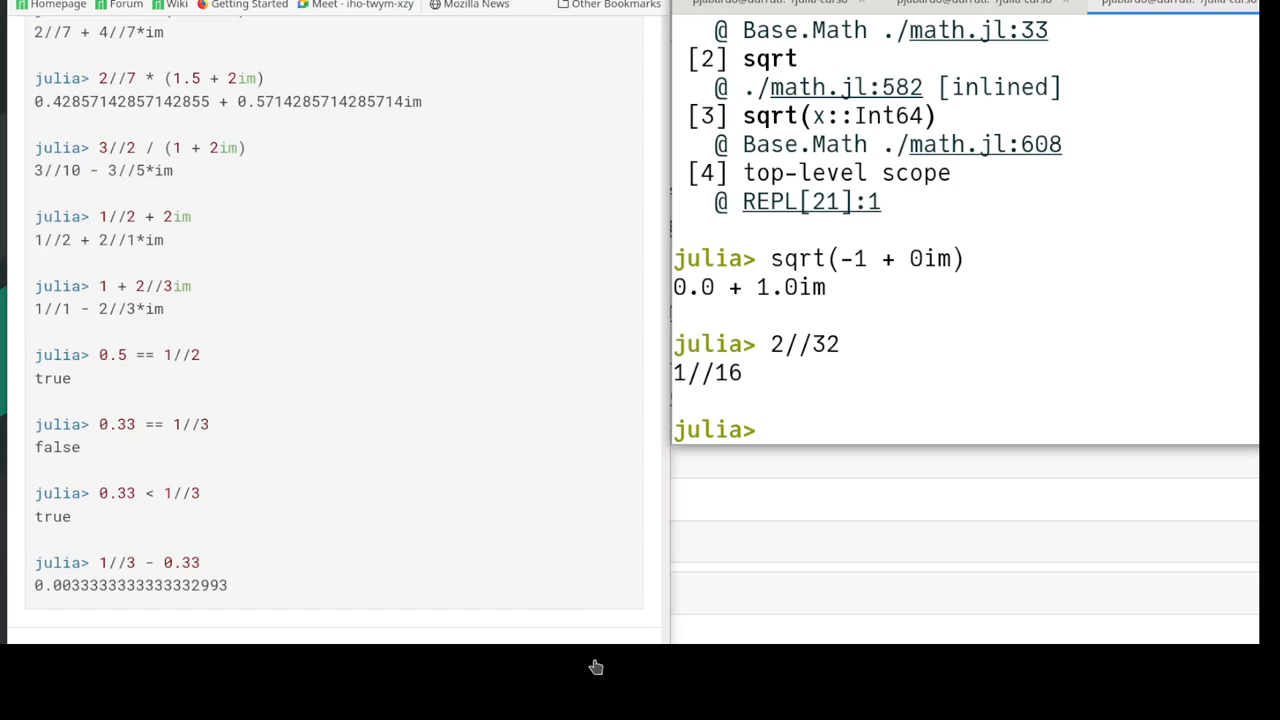 Homepage Forum Wiki Getting Started Meet - iho-twym-xzy Mozilla News Other Bookmarks
2//7 + 4//7*im
julia> 2//7 * (1.5 + 2im)
0.42857142857142855 + 0.5714285714285714im
julia> 3//2 / (1 + 2im)
3//10 - 3//5*im
julia> 1//2 + 2im
1//2 + 2//1*im
julia> 1 + 2//3im
1//1 - 2//3*im
julia> 0.5 == 1//2
true
julia> 0.33 == 1//3
false
julia> 0.33 < 1//3
true
julia> 1//3 - 0.33
0.0033333333333332993
@ Base.Math ./math.jl:33
[2] sqrt
@ ./math.jl:582 [inlined]
[3] sqrt(x::Int64)
@ Base.Math ./math.jl:608
[4] top-level scope
@ REPL[21]:1
julia> sqrt(-1 + 0im)
0.0 + 1.0im
julia> 2//32
1//16
julia>